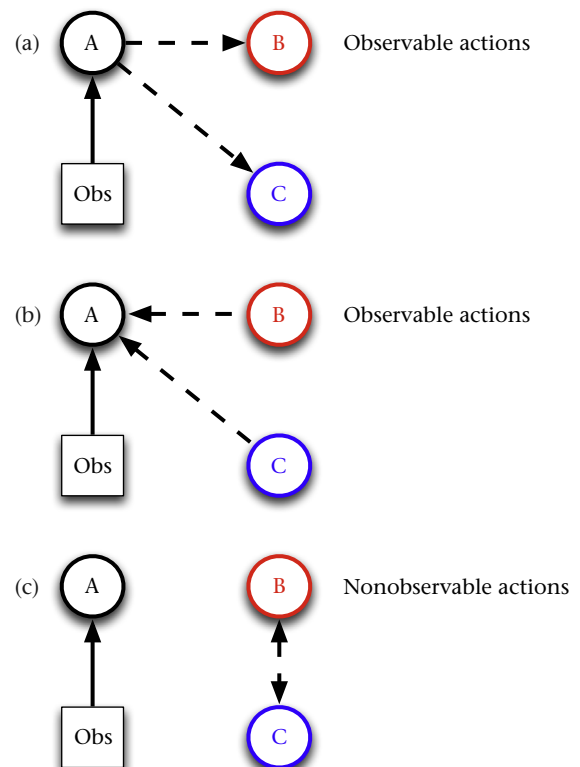 (a) A B Observable actions
Obs C
(b) A B Observable actions
Obs C
(c) A B Nonobservable actions
Obs C